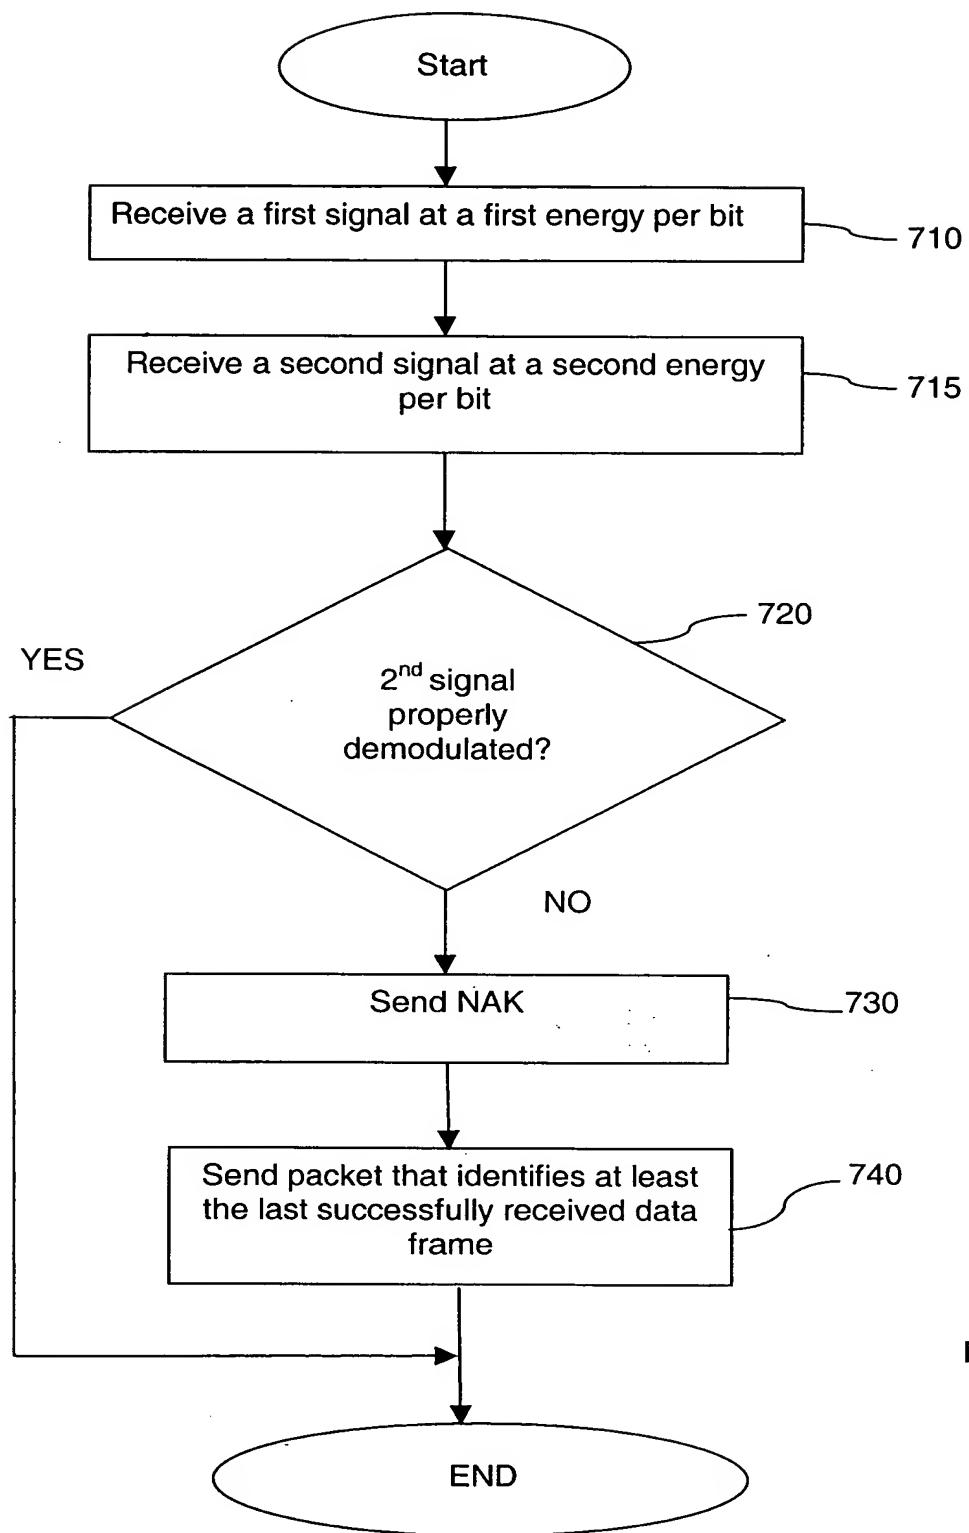 Start
Receive a first signal at a first energy per bit
710
Receive a second signal at a second energy
per bit
715
720
YES
2nd signal
properly
demodulated?
NO
Send NAK
730
Send packet that identifies at least
the last successfully received data
frame
740
END